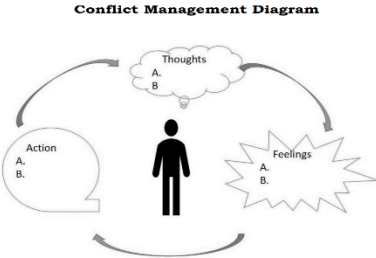 Conflict Management Diagram
Thoughts
A.
B
Action
A.
B.
Feelings
A.
B.